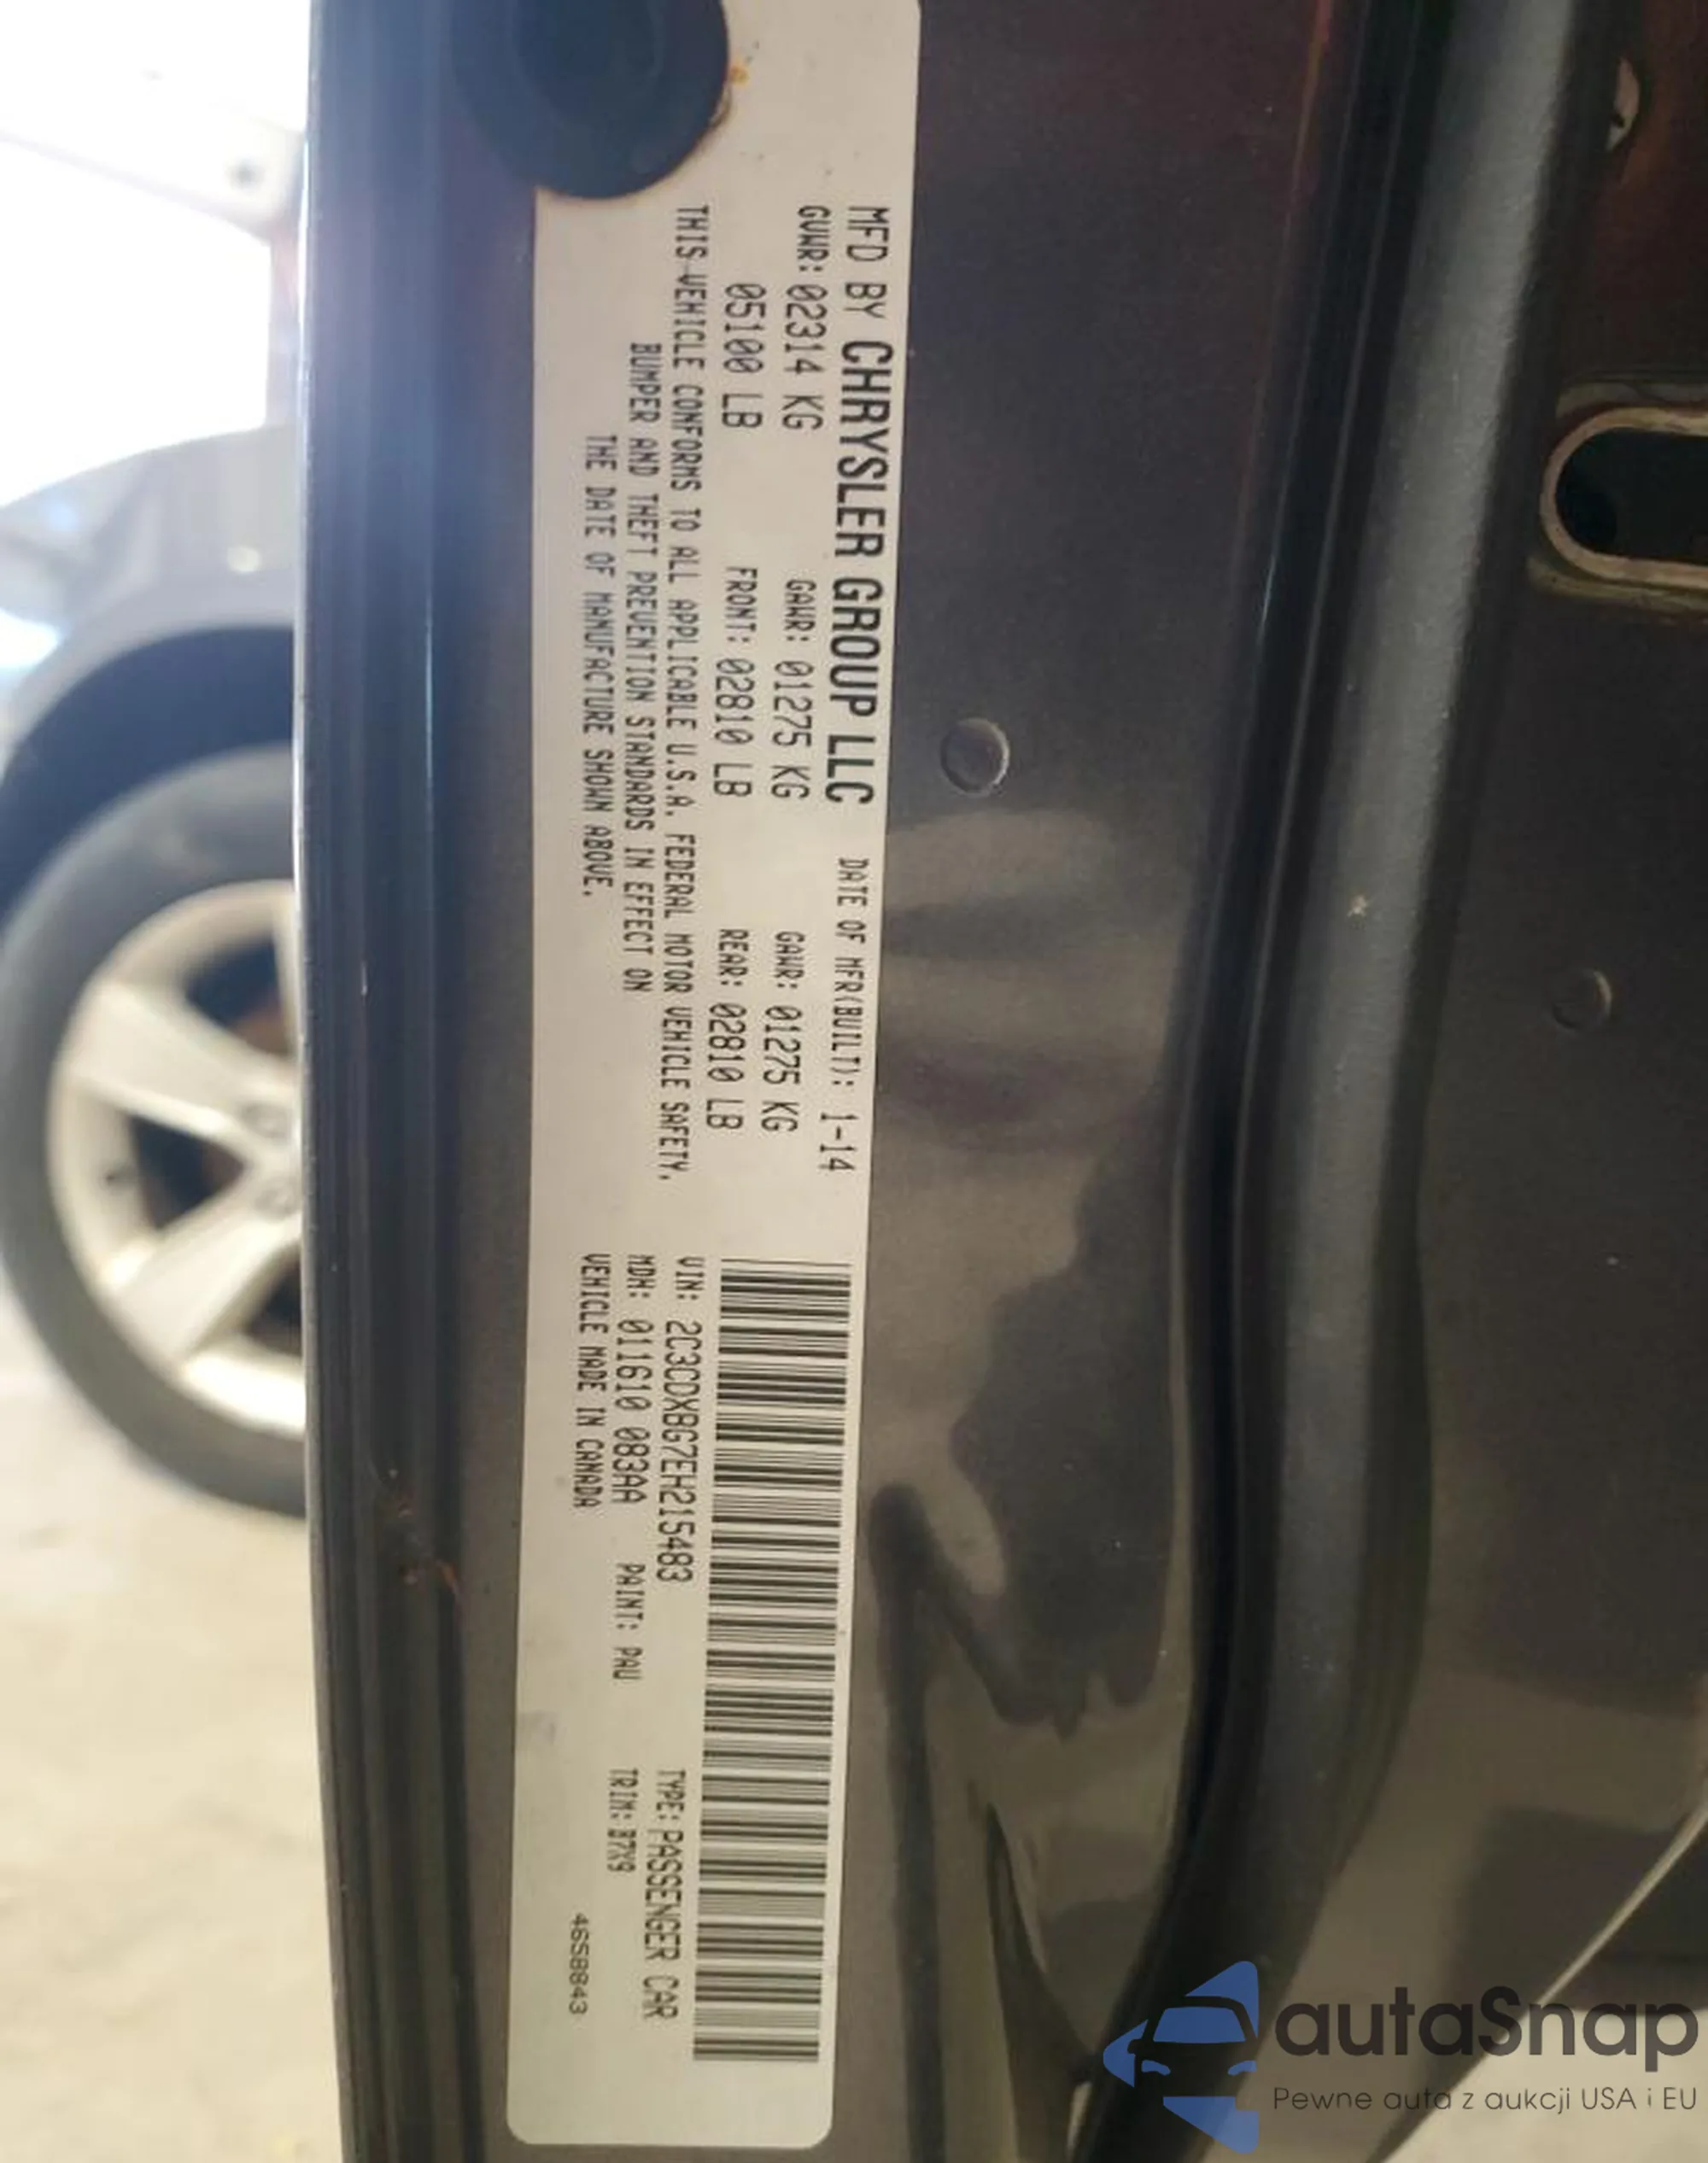 MFD BY CHRYSLER GROUP LLC DATE OF MFR(BUILT): 1-14
GVWR: 02314 KG GAWR: 01275 KG GAWR: 01275 KG
05100 LB FRONT: 02810 LB REAR: 02810 LB
THIS VEHICLE CONFORMS TO ALL APPLICABLE U.S.A. FEDERAL MOTOR VEHICLE SAFETY,
BUMPER AND THEFT PREVENTION STANDARDS IN EFFECT ON
THE DATE OF MANUFACTURE SHOWN ABOVE.
VIN: 2C3CDXBG7EH215483 TYPE: PASSENGER CAR
MDH: 011610 083AA PAINT: PAU TRIM: B7X9
VEHICLE MADE IN CANADA
46S8843
autaSnap
Pewne auta z aukcji USA i EU